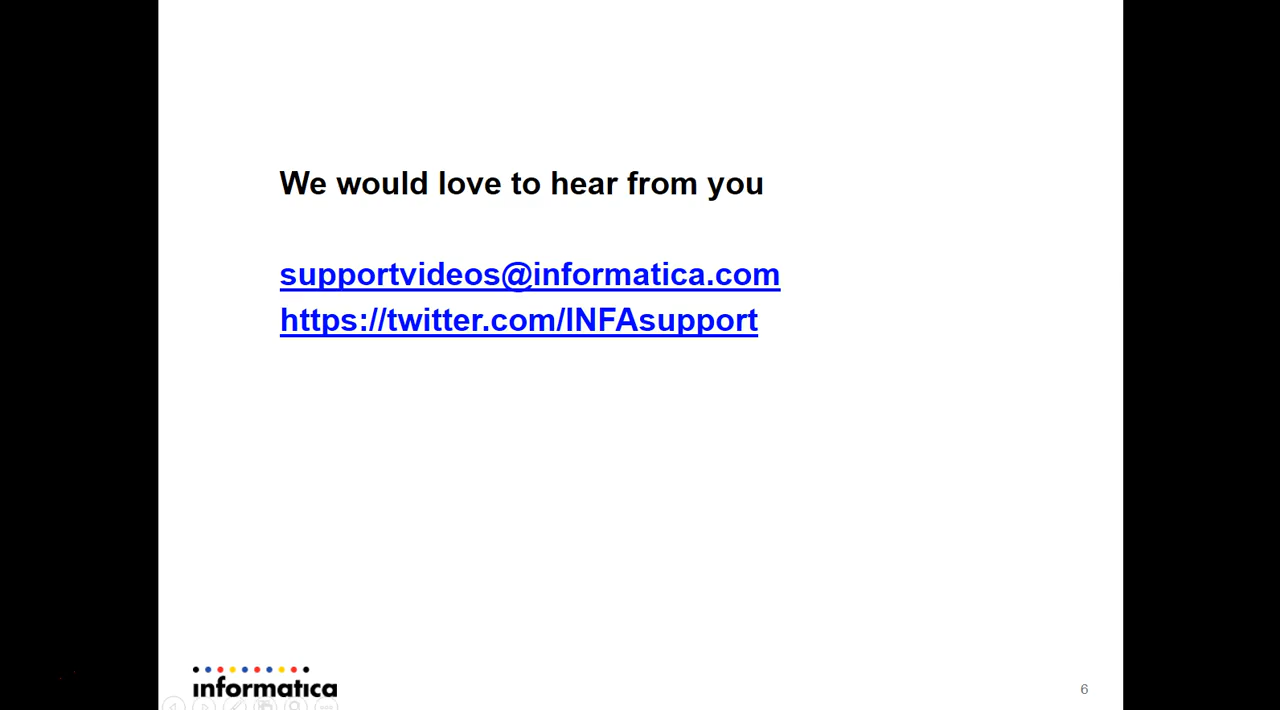 We would love to hear from you
supportvideos@informatica.com
https://twitter.com/INFAsupport
informatica
6